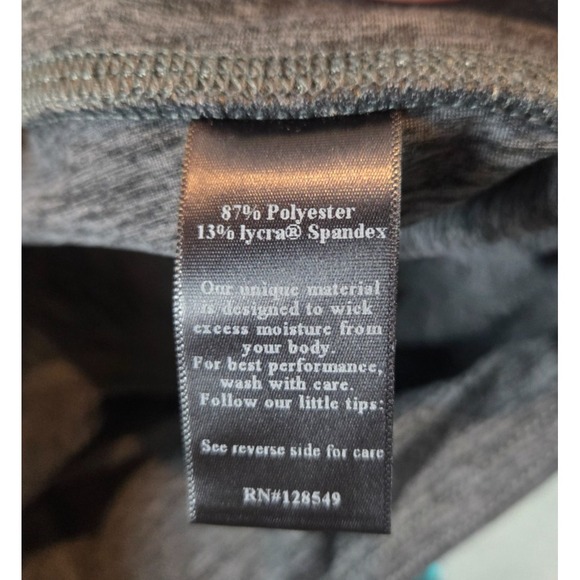 87% Polyester
13% lycra® Spandex
Our unique material
is designed to wick
excess moisture from
your body.
For best performance,
wash with care.
Follow our little tips:
See reverse side for care
RN#128549